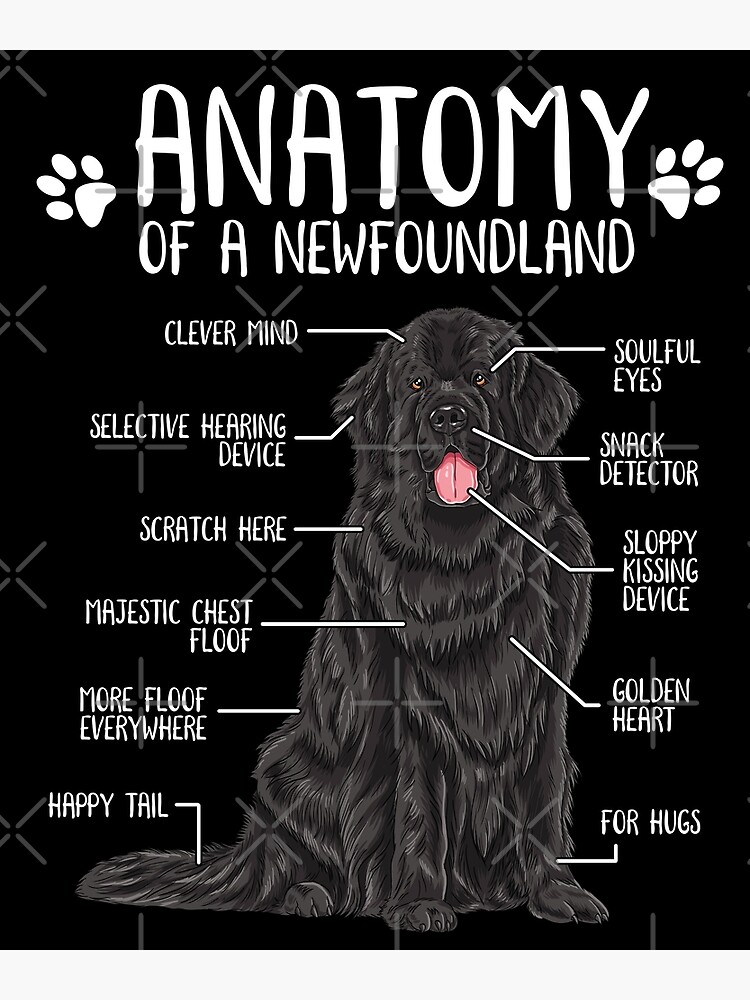 ANATOMY
OF A NEWFOUNDLAND
CLEVER MIND
SOULFUL
EYES
SELECTIVE HEARING
DEVICE
SNACK
DETECTOR
SCRATCH HERE
SLOPPY
KISSING
DEVICE
MAJESTIC CHEST
FLOOF
GOLDEN
HEART
MORE FLOOF
EVERYWHERE
HAPPY TAIL
FOR HUGS